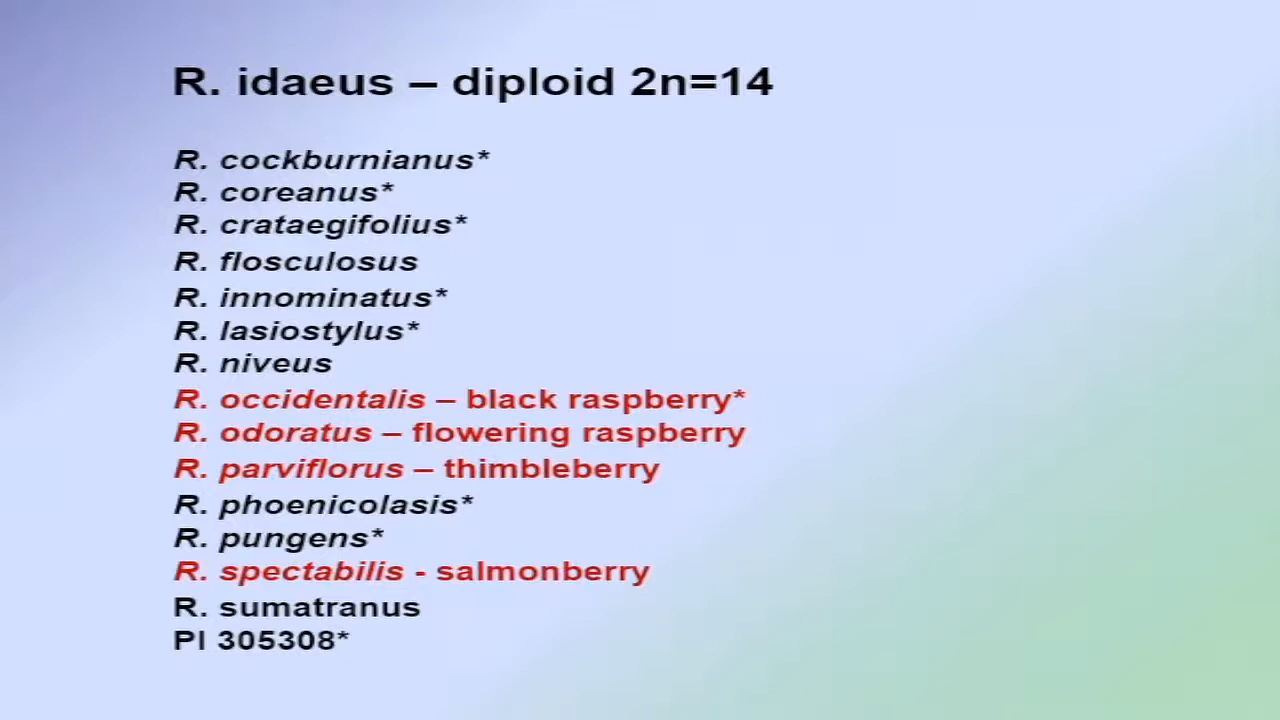 R. idaeus – diploid 2n=14
R. cockburnianus*
R. coreanus*
R. crataegifolius*
R. flosculosus
R. innominatus*
R. lasiostylus*
R. niveus
R. occidentalis – black raspberry*
R. odoratus – flowering raspberry
R. parviflorus – thimbleberry
R. phoenicolasis*
R. pungens*
R. spectabilis - salmonberry
R. sumatranus
PI 305308*